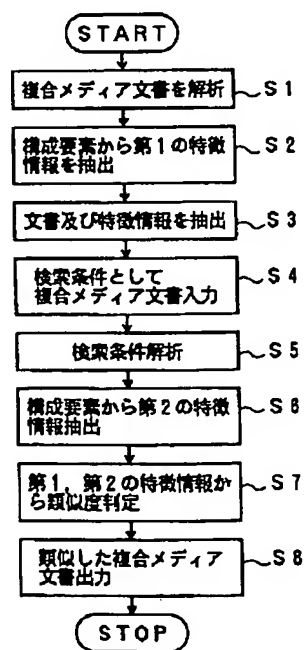 START
複合メディア文書を解析
S1
構成要素から第1の特徴
情報を抽出
S2
文書及び特徴情報を抽出
S3
検索条件として
複合メディア文書入力
S4
検索条件解析
S5
構成要素から第2の特徴
情報抽出
S6
第1,第2の特徴情報か
ら類似度判定
S7
類似した複合メディア
文書出力
S8
STOP